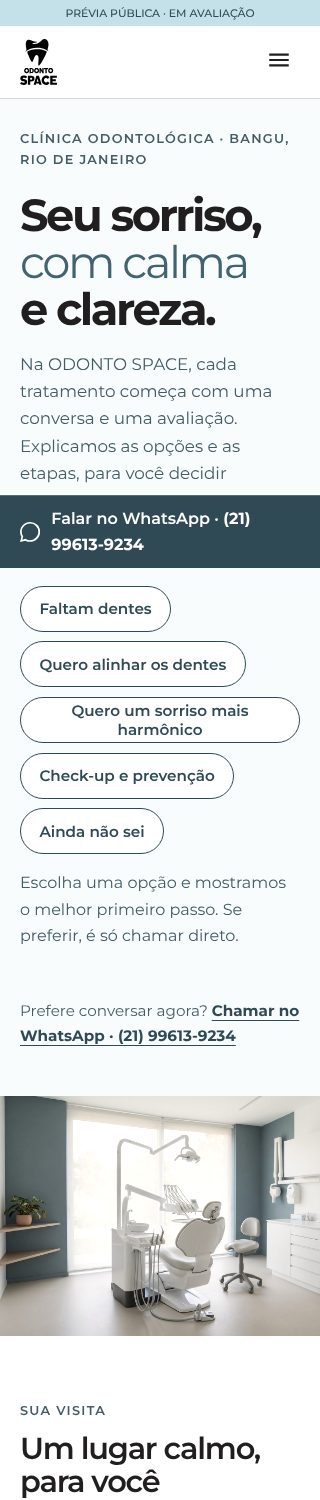 PRÉVIA PÚBLICA · EM AVALIAÇÃO
ODONTO
SPACE
CLÍNICA ODONTOLÓGICA · BANGU,
RIO DE JANEIRO
Seu sorriso,
com calma
e clareza.
Na ODONTO SPACE, cada
tratamento começa com uma
conversa e uma avaliação.
Explicamos as opções e as
etapas, para você decidir
Falar no WhatsApp · (21)
99613-9234
Faltam dentes
Quero alinhar os dentes
Quero um sorriso mais
harmônico
Check-up e prevenção
Ainda não sei
Escolha uma opção e mostramos
o melhor primeiro passo. Se
preferir, é só chamar direto.
Prefere conversar agora? Chamar no
WhatsApp · (21) 99613-9234
SUA VISITA
Um lugar calmo,
para você